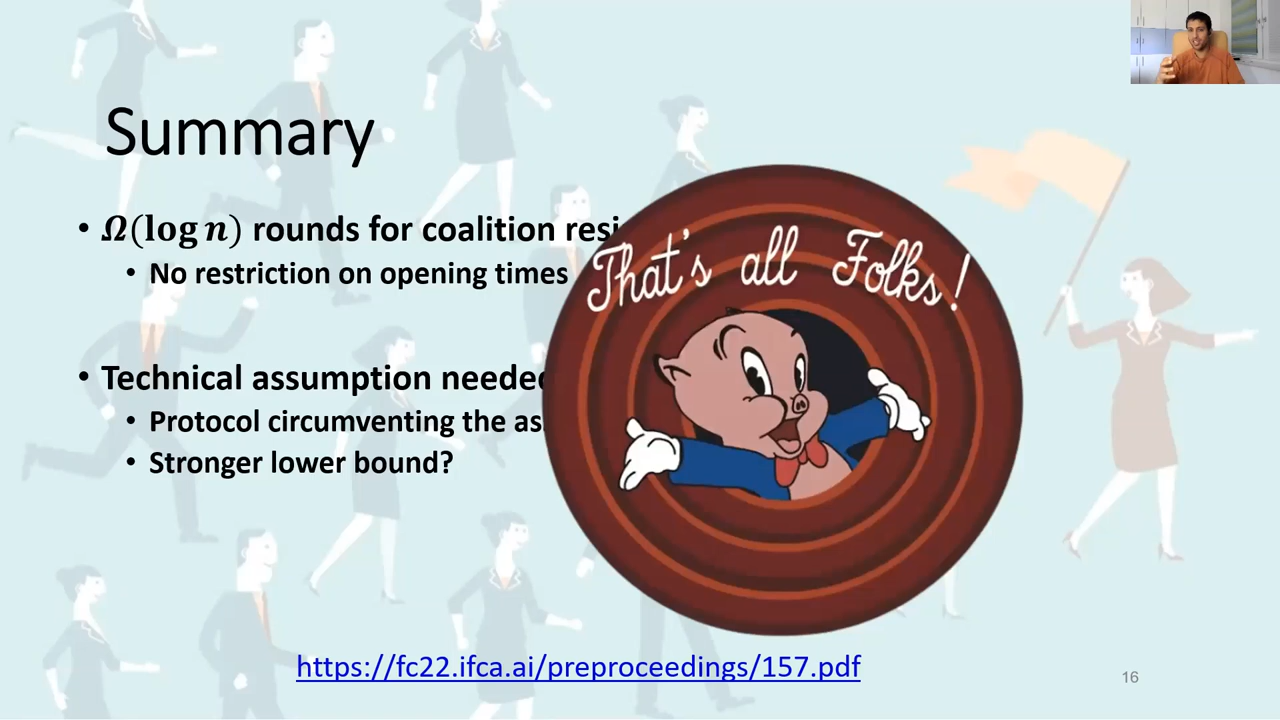 Summary
• Ω(log n) rounds for coalition resi
• No restriction on opening times
That's all Folks!
• Technical assumption needed
• Protocol circumventing the as
• Stronger lower bound?
https://fc22.ifca.ai/preproceedings/157.pdf
16